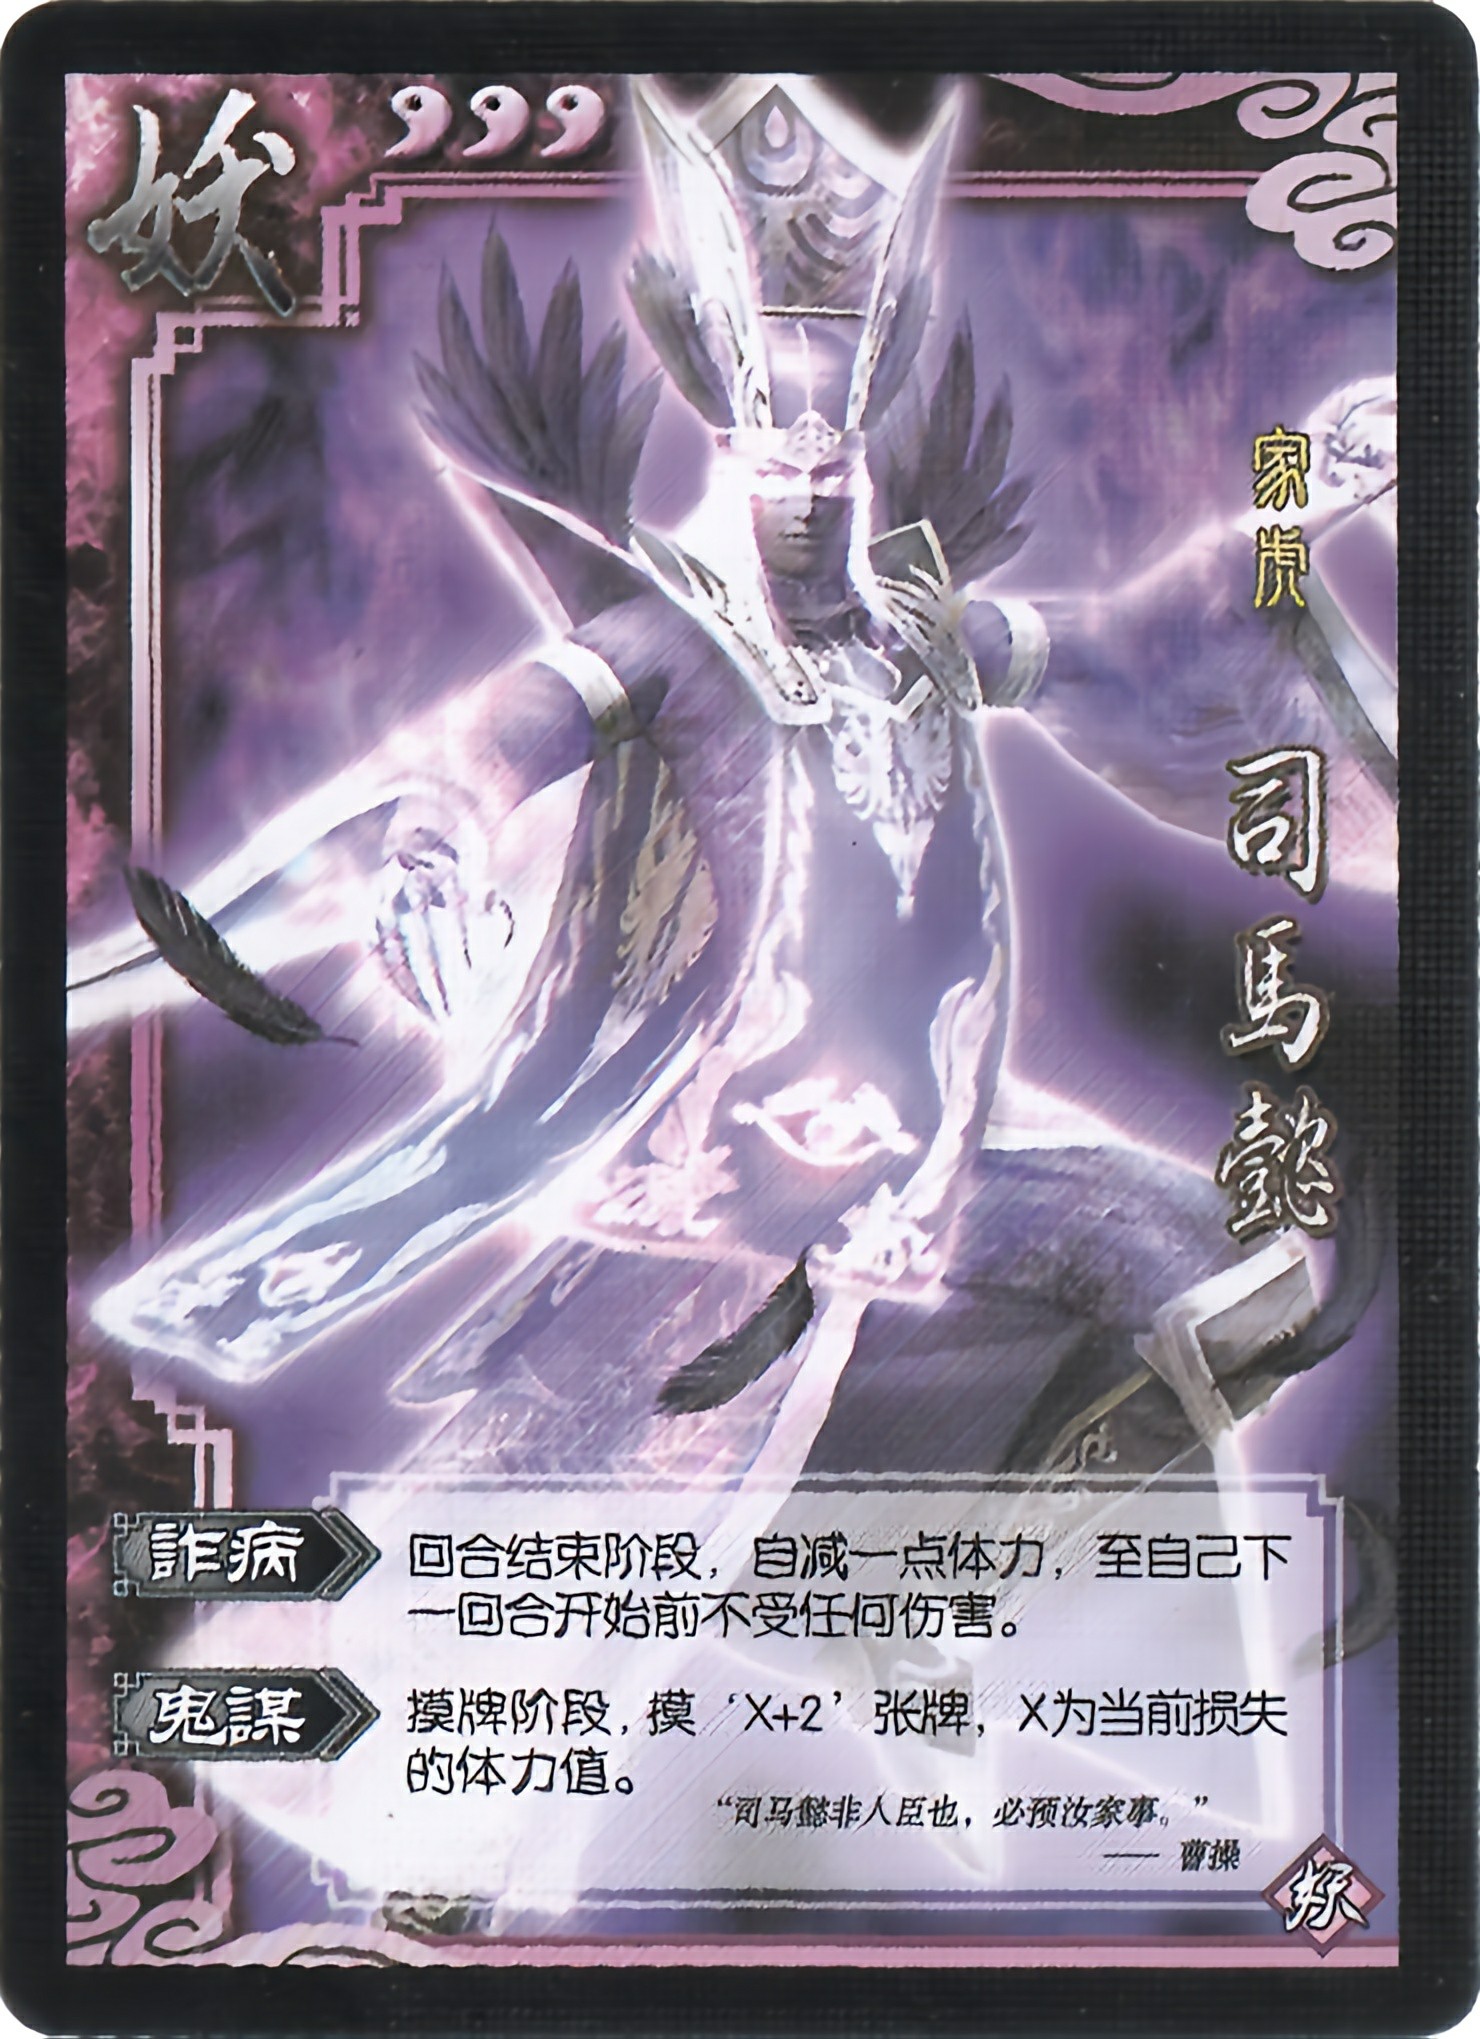 妖
家虎
司馬懿
詐病
回合结束阶段，自减一点体力，至自己下
一回合开始前不受任何伤害。
鬼謀
摸牌阶段，摸‘X+2’张牌，X为当前损失
的体力值。
“司马懿非人臣也，必预汝家事。”
—— 曹操
妖